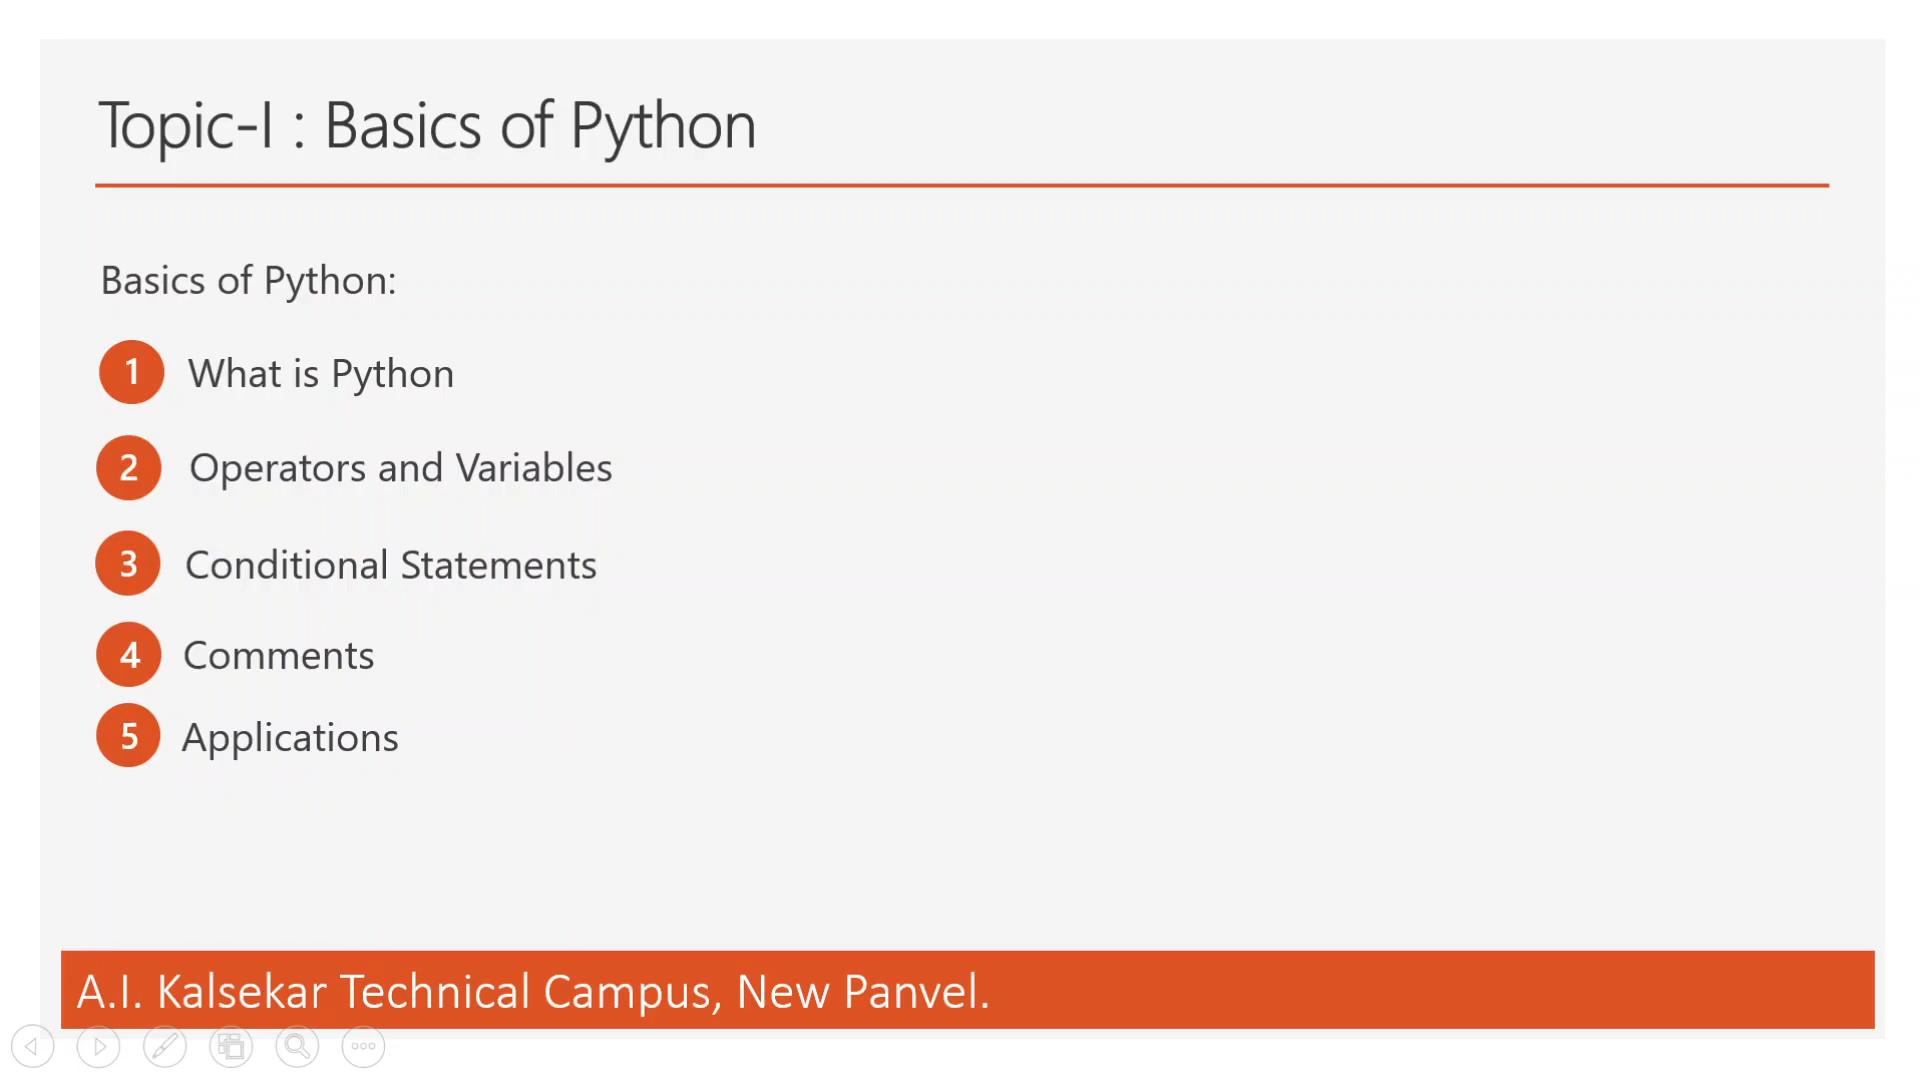 Topic-I : Basics of Python
Basics of Python:
1 What is Python
2 Operators and Variables
3 Conditional Statements
4 Comments
5 Applications
A.I. Kalsekar Technical Campus, New Panvel.